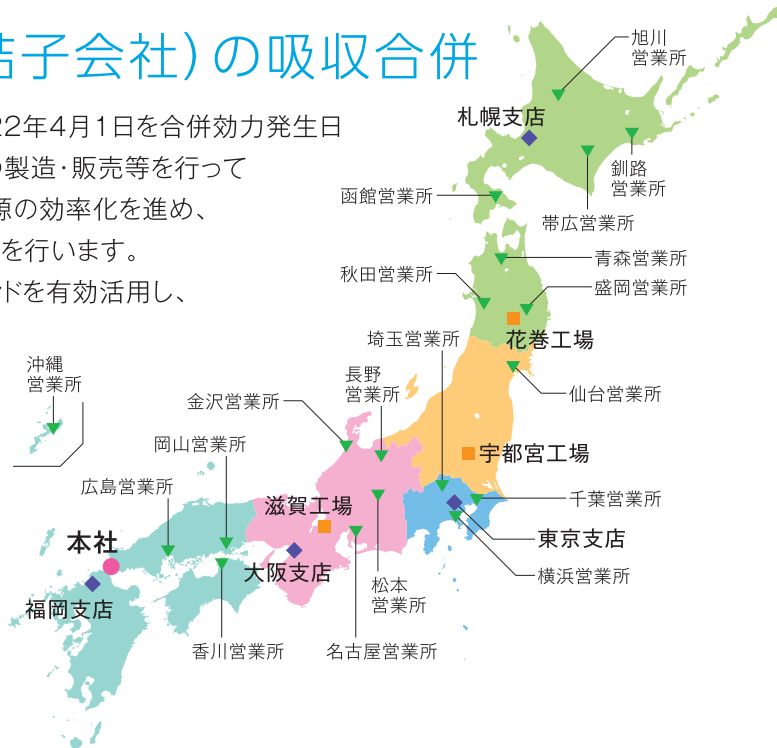 子会社）の吸収合併
22年4月1日を合併効力発生日
製造・販売等を行って
源の効率化を進め、
を行います。
ドを有効活用し、
旭川
営業所
札幌支店
釧路
営業所
函館営業所
帯広営業所
青森営業所
秋田営業所
盛岡営業所
花巻工場
埼玉営業所
沖縄
営業所
長野
営業所
仙台営業所
金沢営業所
岡山営業所
宇都宮工場
広島営業所
千葉営業所
滋賀工場
本社
東京支店
大阪支店
横浜営業所
福岡支店
松本
営業所
香川営業所
名古屋営業所